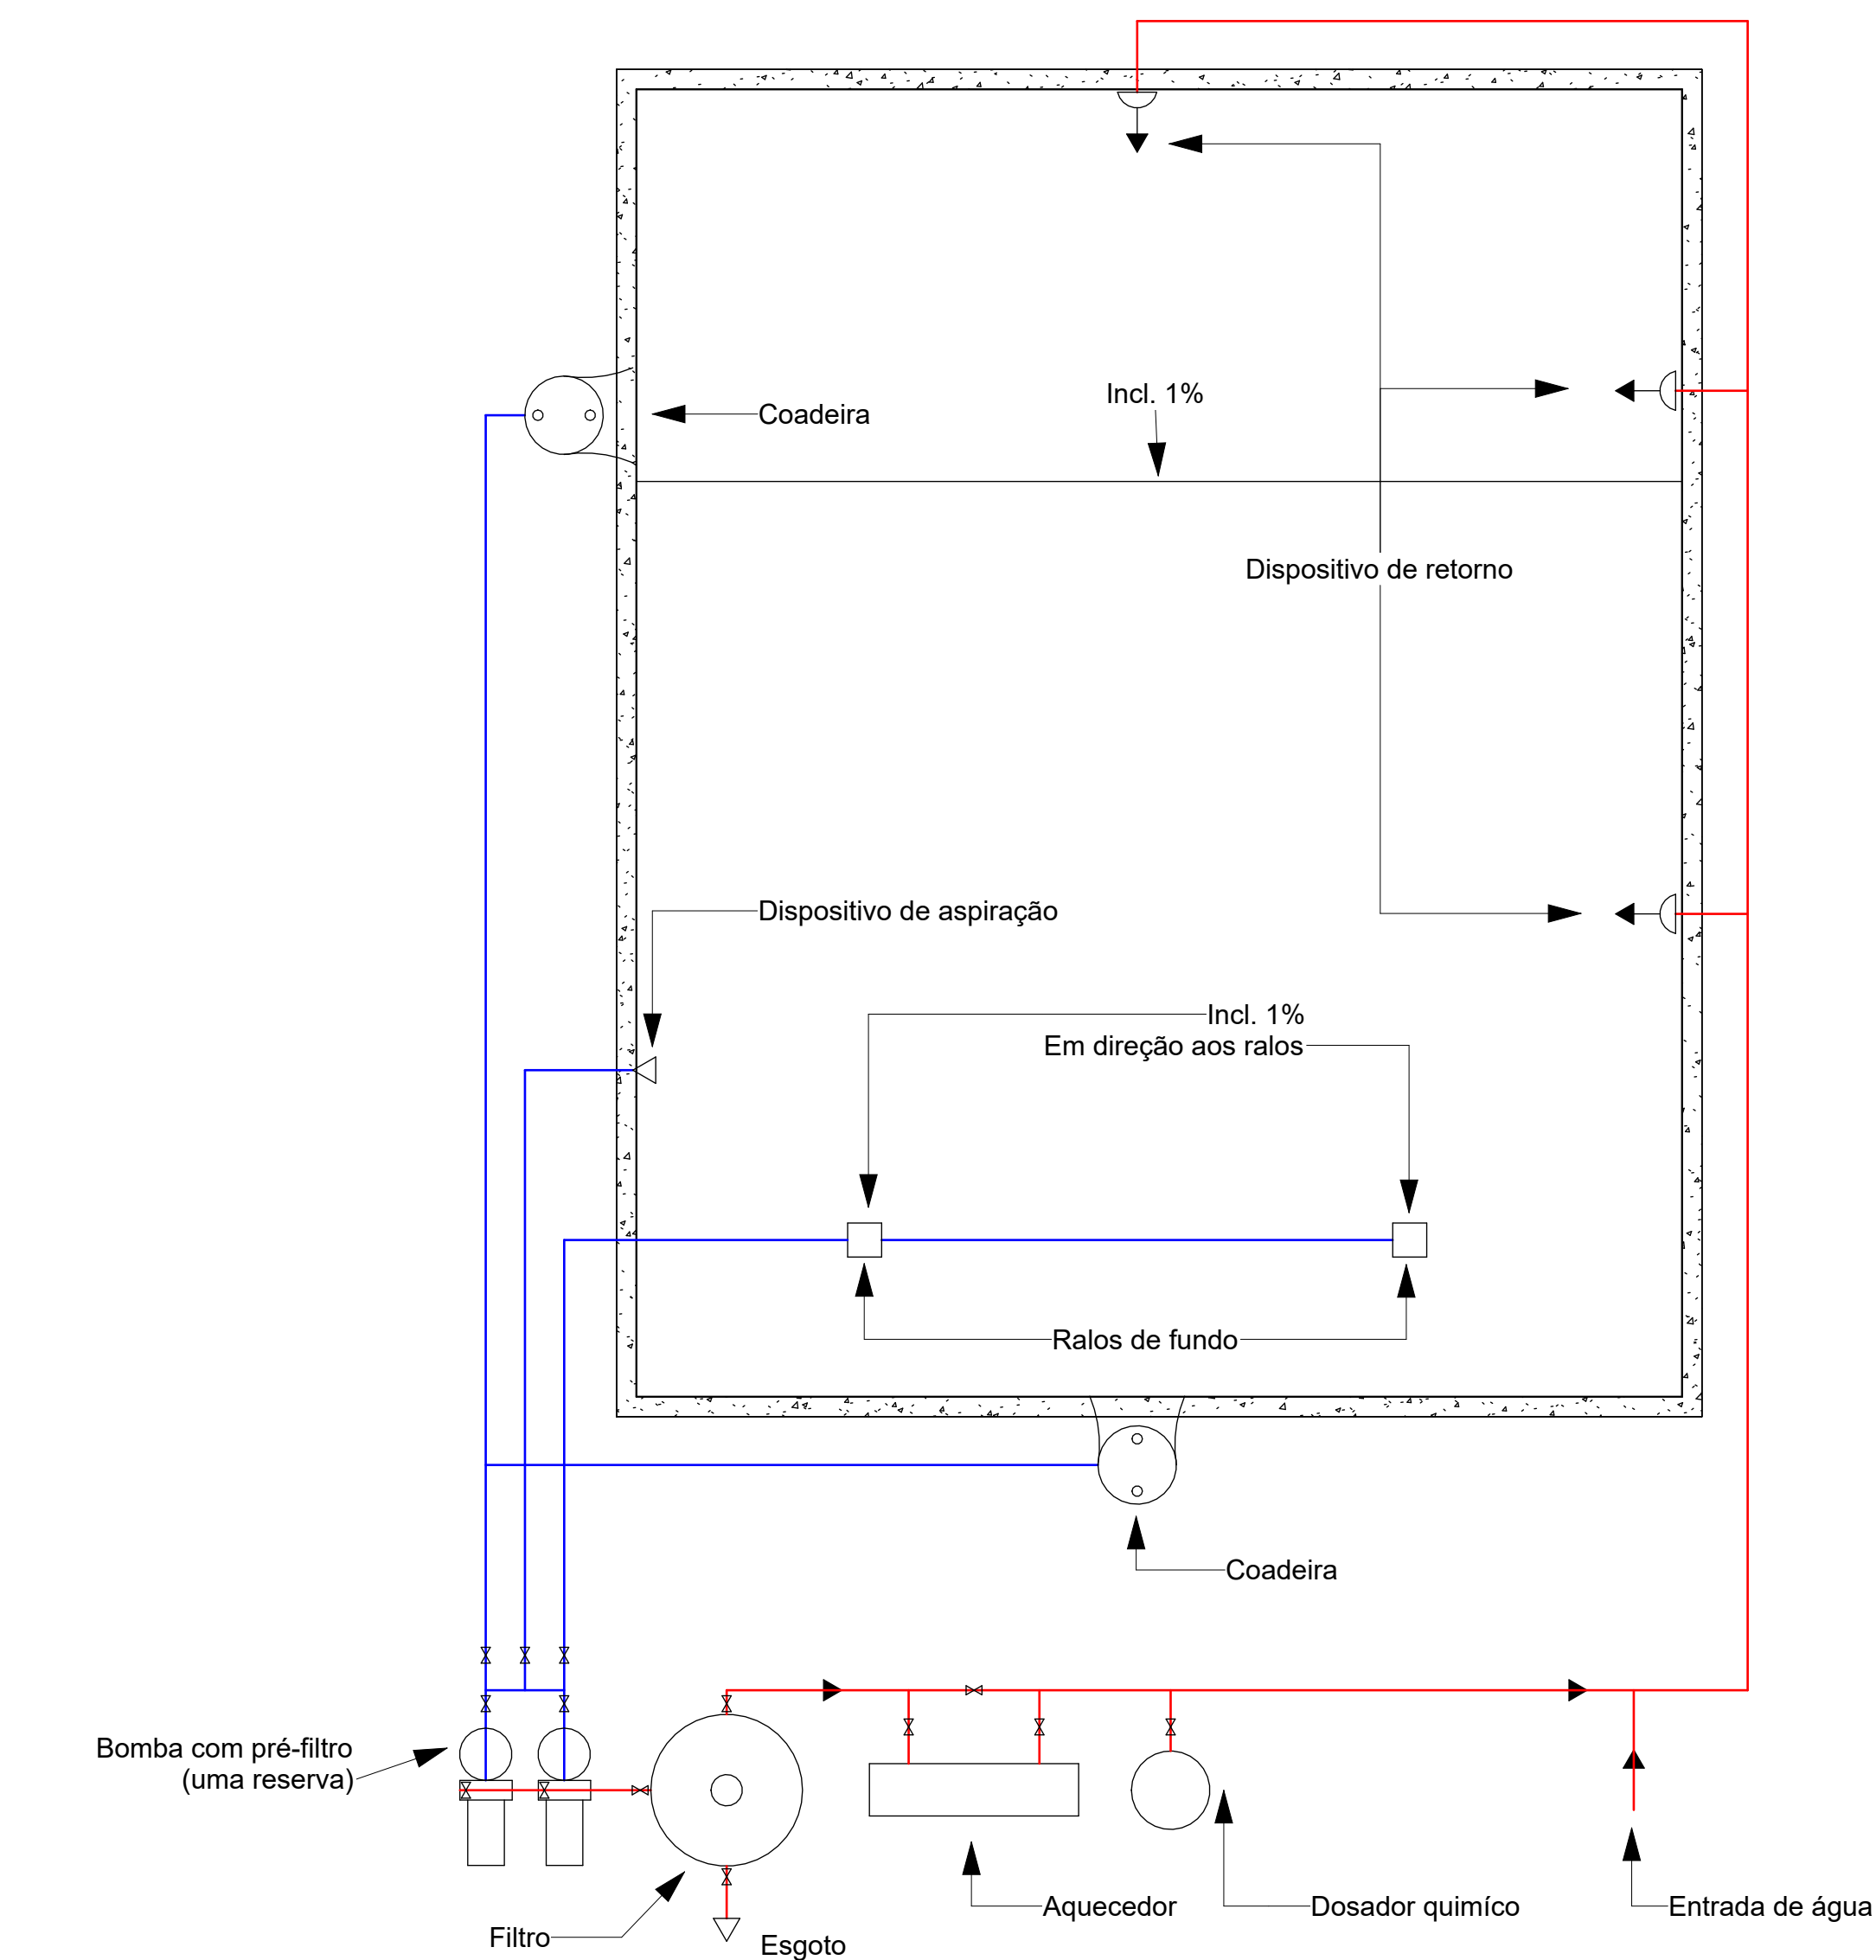 Incl. 1%
Coadeira
Dispositivo de retorno
Dispositivo de aspiração
Incl. 1%
Em direção aos ralos
Ralos de fundo
Coadeira
Bomba com pré-filtro
(uma reserva)
Aquecedor
Dosador quimíco
Entrada de água
Filtro
Esgoto